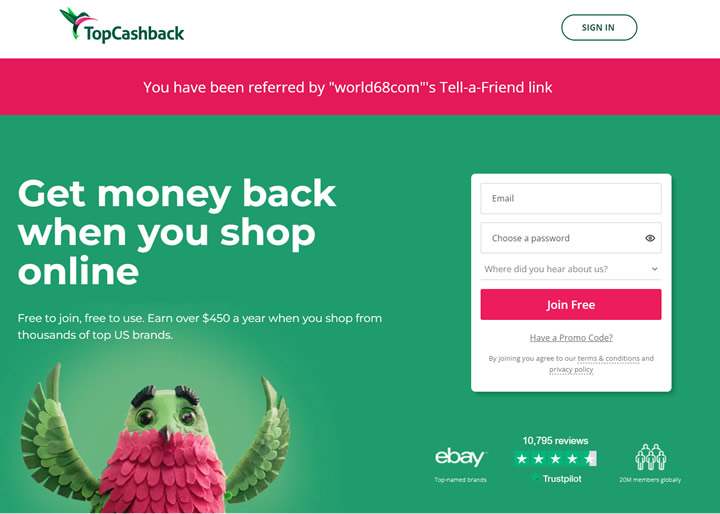 TopCashback
SIGN IN
You have been referred by "world68com"'s Tell-a-Friend link
Get money back
when you shop
online
Free to join, free to use. Earn over $450 a year when you shop from
thousands of top US brands.
Email
Choose a password
Where did you hear about us?
Join Free
Have a Promo Code?
By joining you agree to our terms & conditions and
privacy policy
ebay
Top-named brands
10,795 reviews
Trustpilot
20M members globally